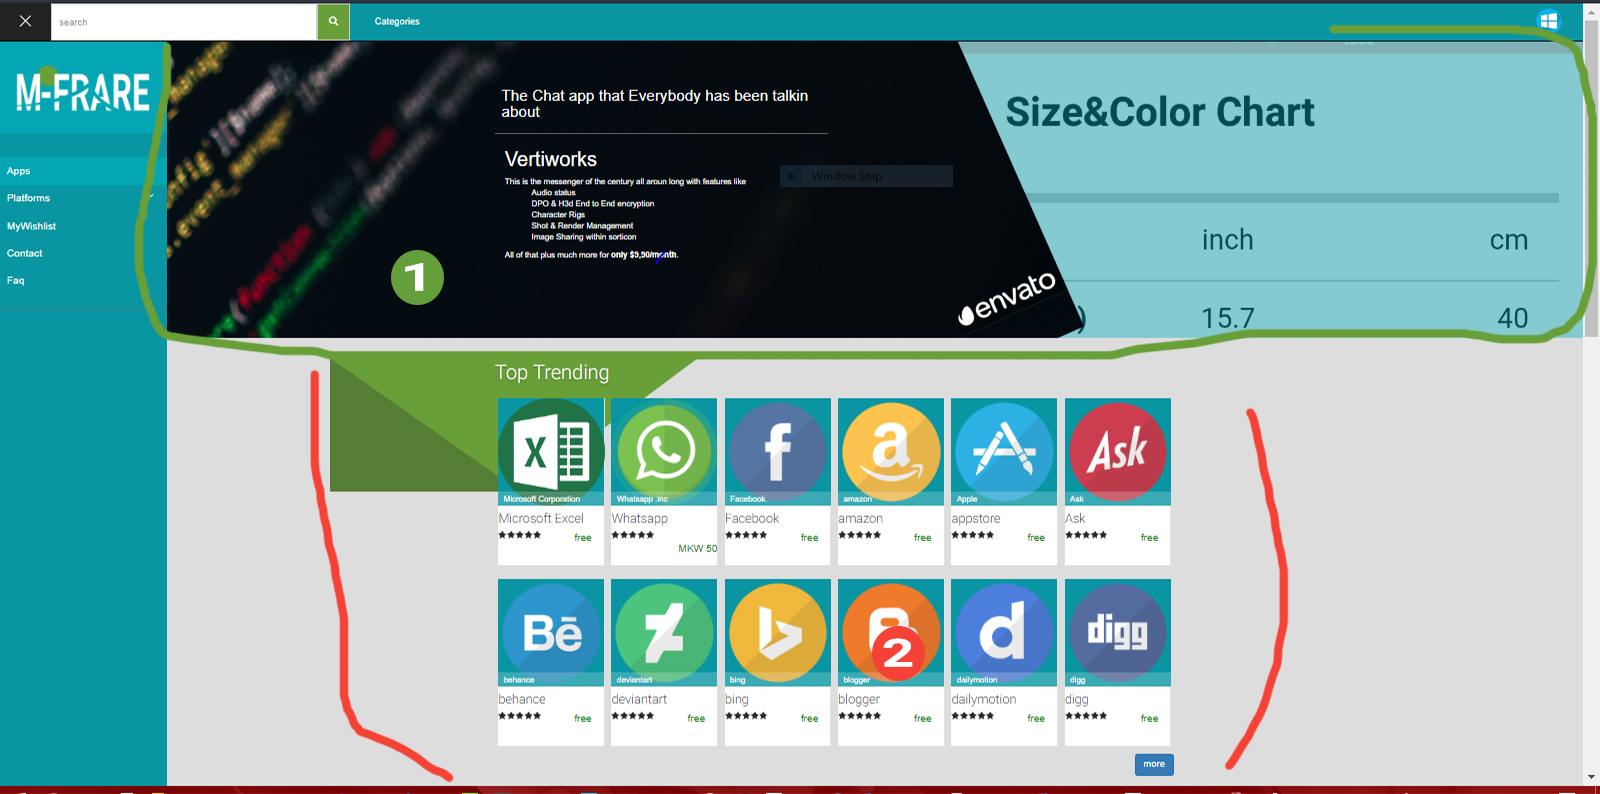 search
Categories
M-FRARE
Apps
Platforms
MyWishlist
Contact
Faq
The Chat app that Everybody has been talkin
about
Vertiworks
This is the messenger of the century all aroun long with features like
Audio status
DPO & H3d End to End encryption
Character Rigs
Shot & Render Management
Image Sharing within sorticon
All of that plus much more for only $9,90/month.
Window Snip
envato
1
Size&Color Chart
inch cm
) 15.7 40
Top Trending
X a Ask
Microsoft Corporation Whatsapp .inc Facebook amazon Apple Ask
Microsoft Excel Whatsapp Facebook amazon appstore Ask
free MKW 50 free free free free
Bē d digg
2
behance deviantart bing blogger dailymotion digg
behance deviantart bing blogger dailymotion digg
free free free free free free
more